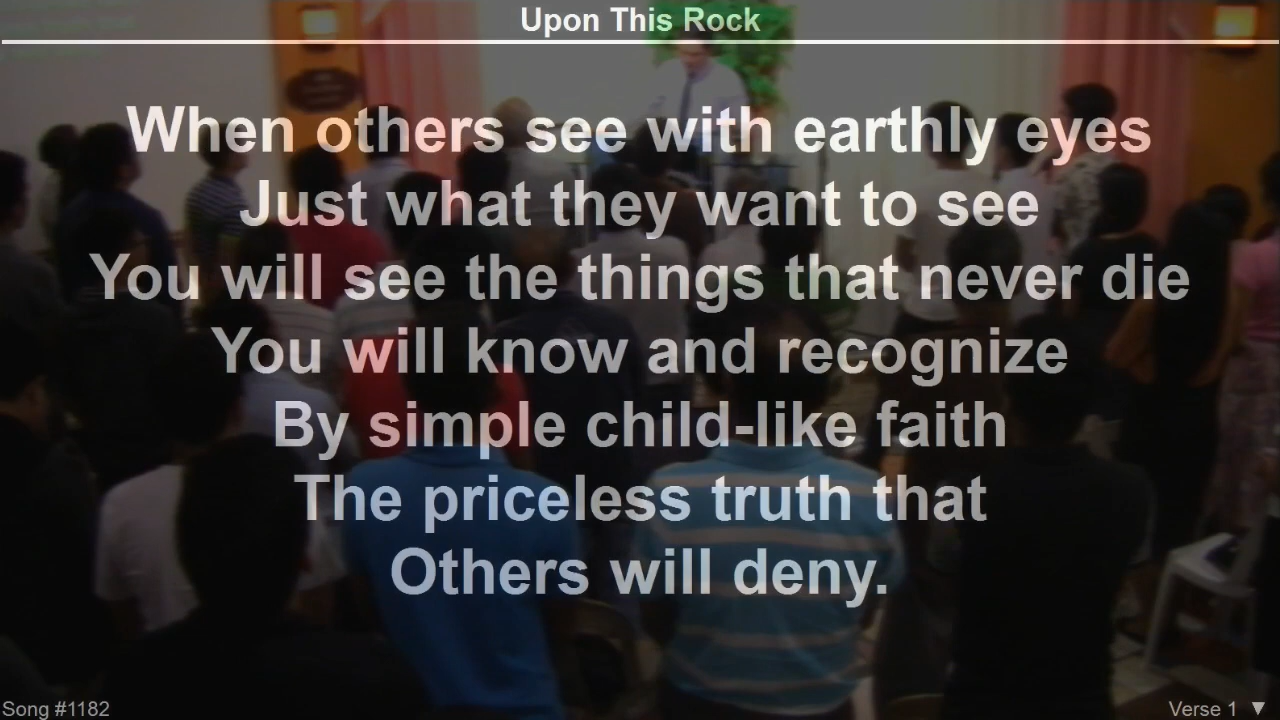 Upon This Rock
When others see with earthly eyes
Just what they want to see
You will see the things that never die
You will know and recognize
By simple child-like faith
The priceless truth that
Others will deny.
Song #1182
Verse 1 ▼